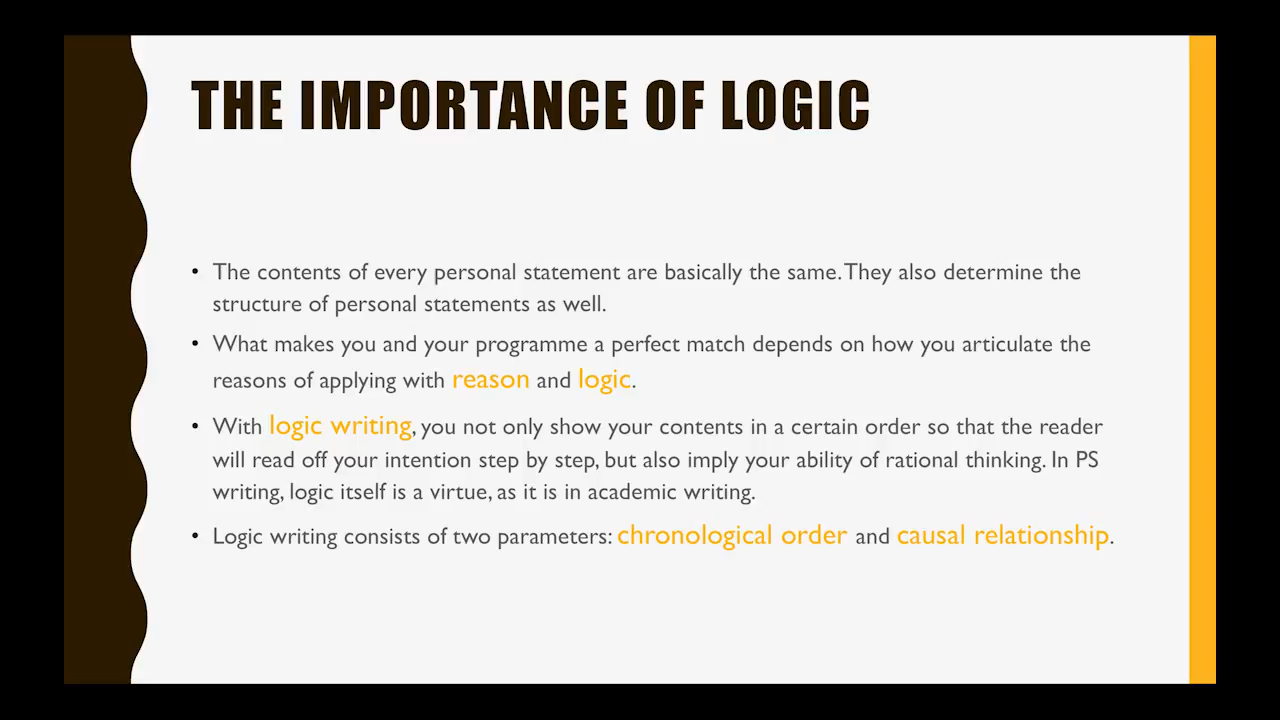 THE IMPORTANCE OF LOGIC
• The contents of every personal statement are basically the same. They also determine the
structure of personal statements as well.
• What makes you and your programme a perfect match depends on how you articulate the
reasons of applying with reason and logic.
• With logic writing, you not only show your contents in a certain order so that the reader
will read off your intention step by step, but also imply your ability of rational thinking. In PS
writing, logic itself is a virtue, as it is in academic writing.
• Logic writing consists of two parameters: chronological order and causal relationship.